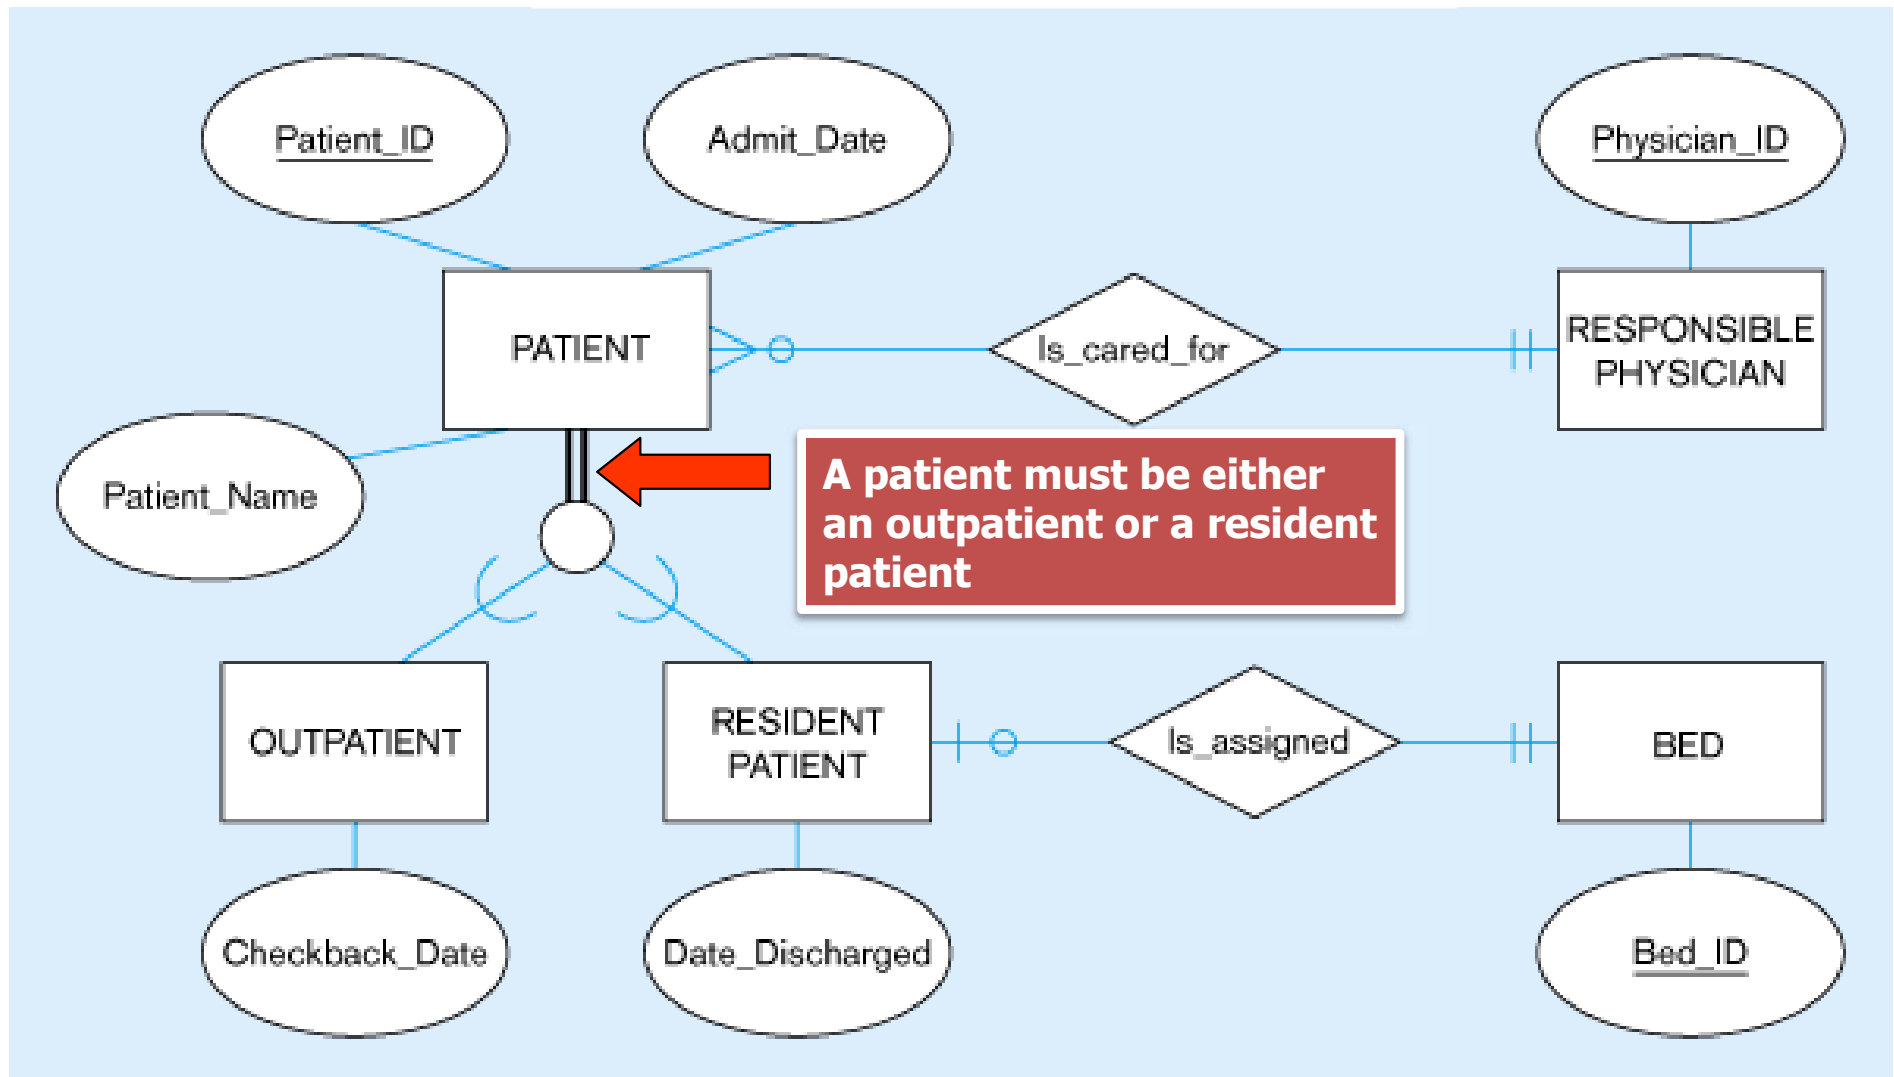 Patient_ID
Admit_Date
Physician_ID
PATIENT
Is_cared_for
RESPONSIBLE
PHYSICIAN
Patient_Name
A patient must be either
an outpatient or a resident
patient
OUTPATIENT
RESIDENT
PATIENT
Is_assigned
BED
Checkback_Date
Date_Discharged
Bed_ID